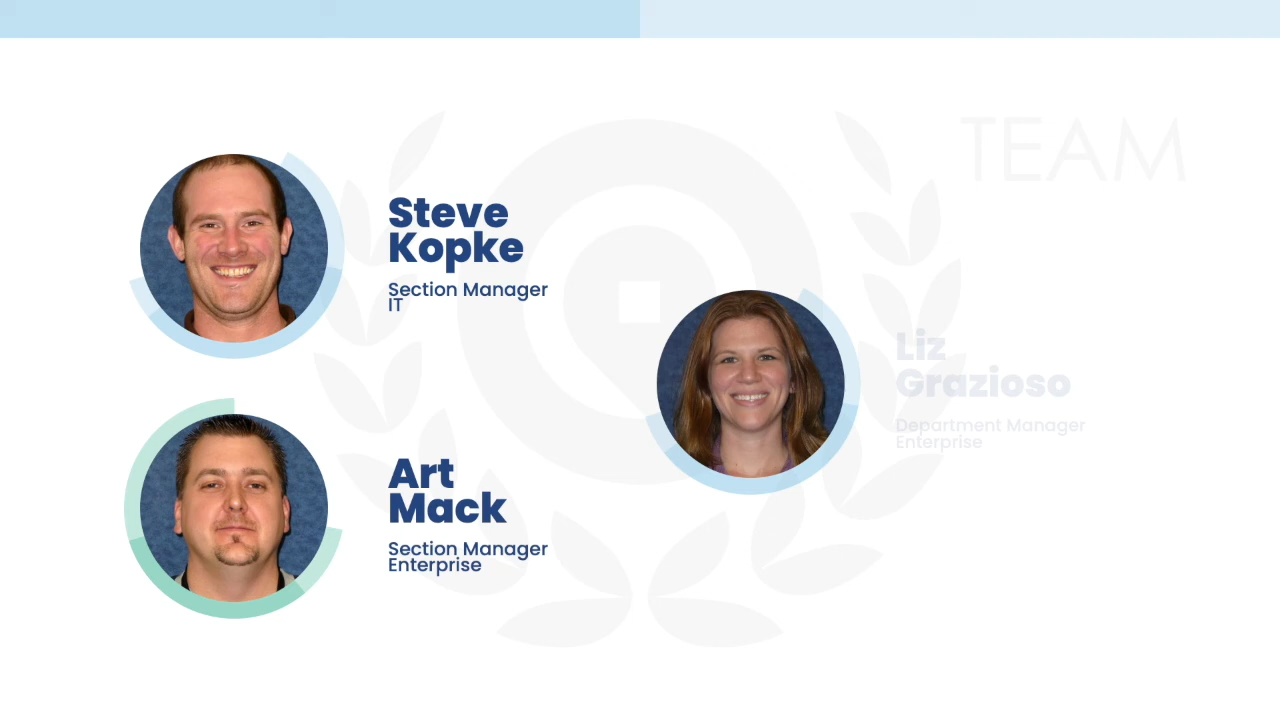 TEAM
Steve
Kopke
Section Manager
IT
Liz
Grazioso
Department Manager
Enterprise
Art
Mack
Section Manager
Enterprise